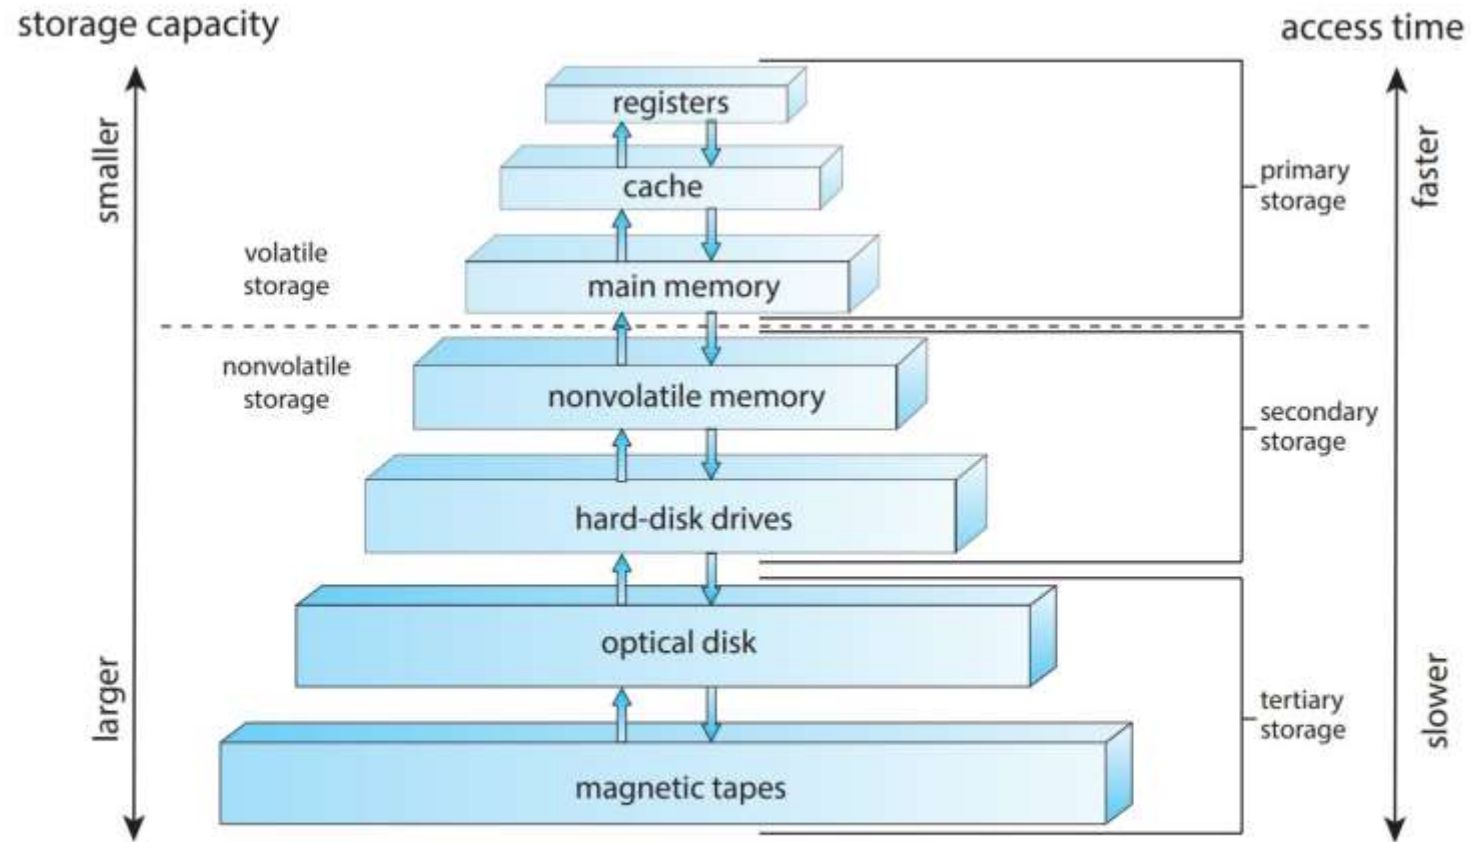 storage capacity
access time
registers
smaller
faster
cache
primary
storage
volatile
storage
main memory
nonvolatile
storage
nonvolatile memory
secondary
storage
hard-disk drives
optical disk
larger
slower
tertiary
storage
magnetic tapes